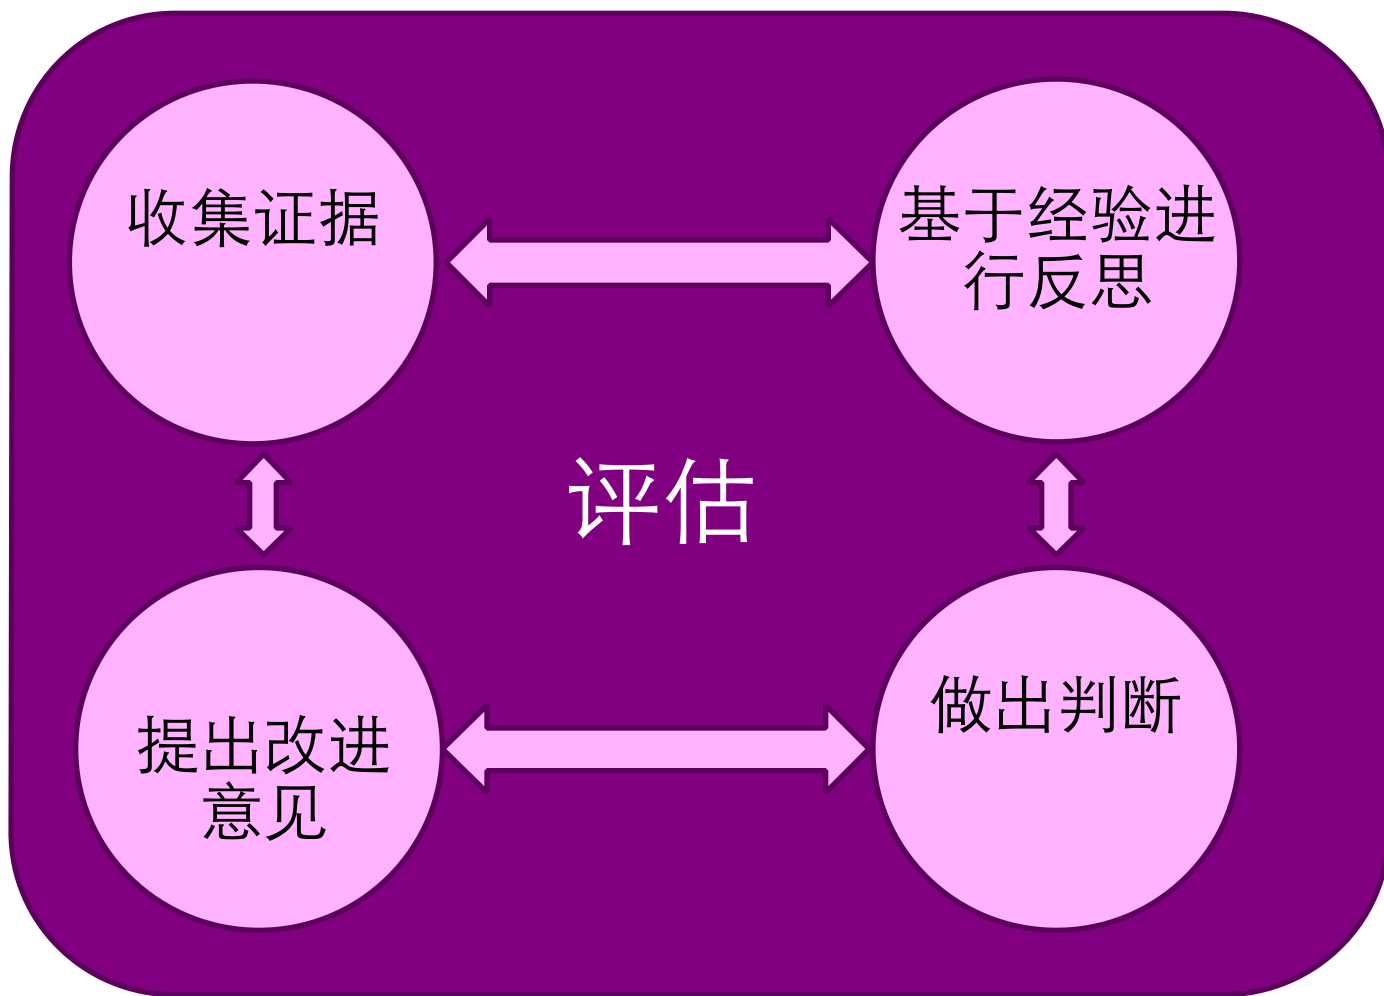 收集证据
基于经验进
行反思
评估
提出改进
意见
做出判断